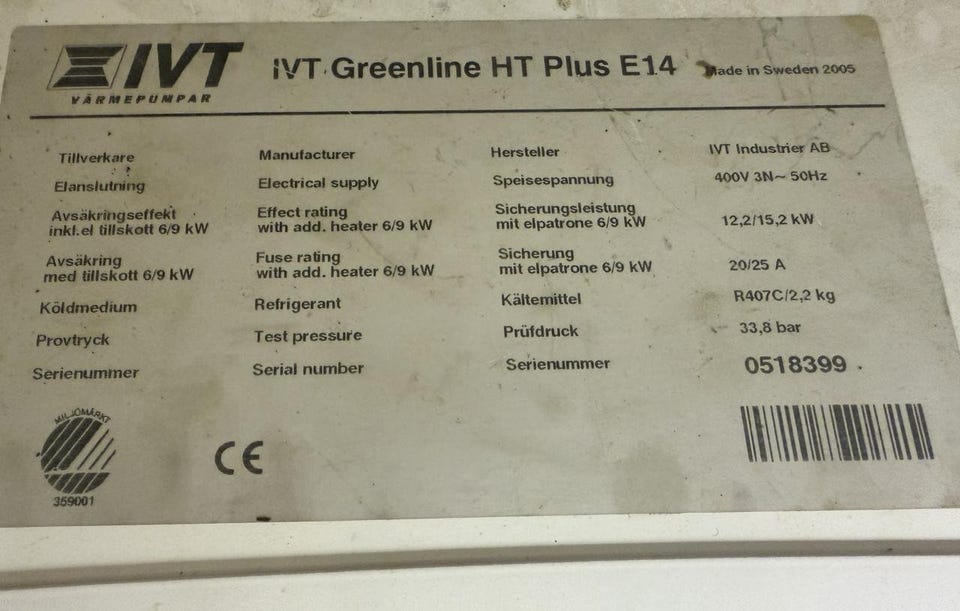 IVT
VÄRMEPUMPAR
IVT Greenline HT Plus E14 Made in Sweden 2005
Tillverkare Manufacturer Hersteller IVT Industrier AB
Elanslutning Electrical supply Speisespannung 400V 3N~ 50Hz
Avsäkringseffekt Effect rating Sicherungsleistung
inkl.el tillskott 6/9 kW with add. heater 6/9 kW mit elpatrone 6/9 kW 12,2/15,2 kW
Avsäkring Fuse rating Sicherung
med tillskott 6/9 kW with add. heater 6/9 kW mit elpatrone 6/9 kW 20/25 A
Köldmedium Refrigerant Kältemittel R407C/2,2 kg
Provtryck Test pressure Prüfdruck 33,8 bar
Serienummer Serial number Serienummer 0518399
MILJÖMÄRKT
359001
CE